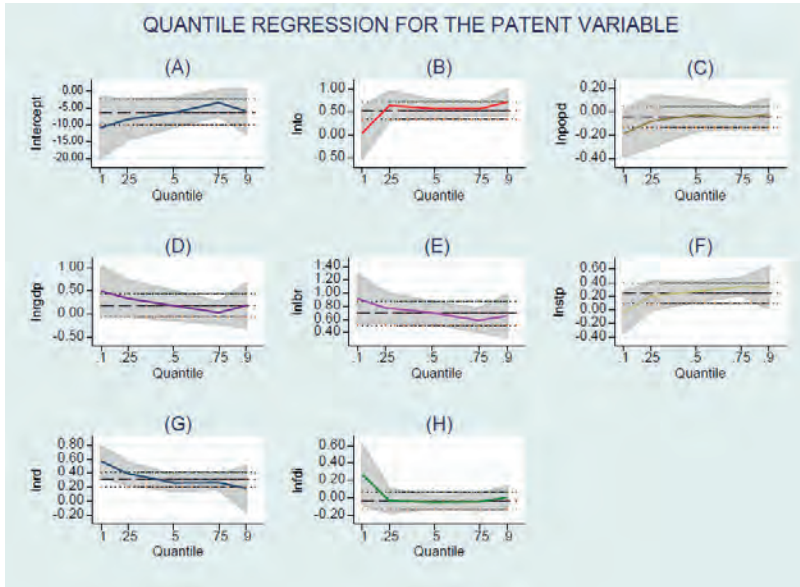 QUANTILE REGRESSION FOR THE PATENT VARIABLE
(A)
Intercept
0.00
-5.00
-10.00
-15.00
-20.00
.1 .25 .5 .75 .9
Quantile
(B)
lnto
1.00
0.50
0.00
0.50
.1 .25 .5 .75 .9
Quantile
(C)
lnpopd
0.20
0.00
-0.20
-0.40
.1 .25 .5 .75 .9
Quantile
(D)
lnrgdp
1.00
0.50
0.00
-0.50
.1 .25 .5 .75 .9
Quantile
(E)
lnlbr
1.40
1.20
1.00
0.80
0.60
0.40
.1 .25 .5 .75 .9
Quantile
(F)
lnstp
0.60
0.40
0.20
0.00
-0.20
-0.40
.1 .25 .5 .75 .9
Quantile
(G)
lnrd
0.80
0.60
0.40
0.20
0.00
-0.20
.1 .25 .5 .75 .9
Quantile
(H)
lnfdi
0.60
0.40
0.20
0.00
-0.20
.1 .25 .5 .75 .9
Quantile